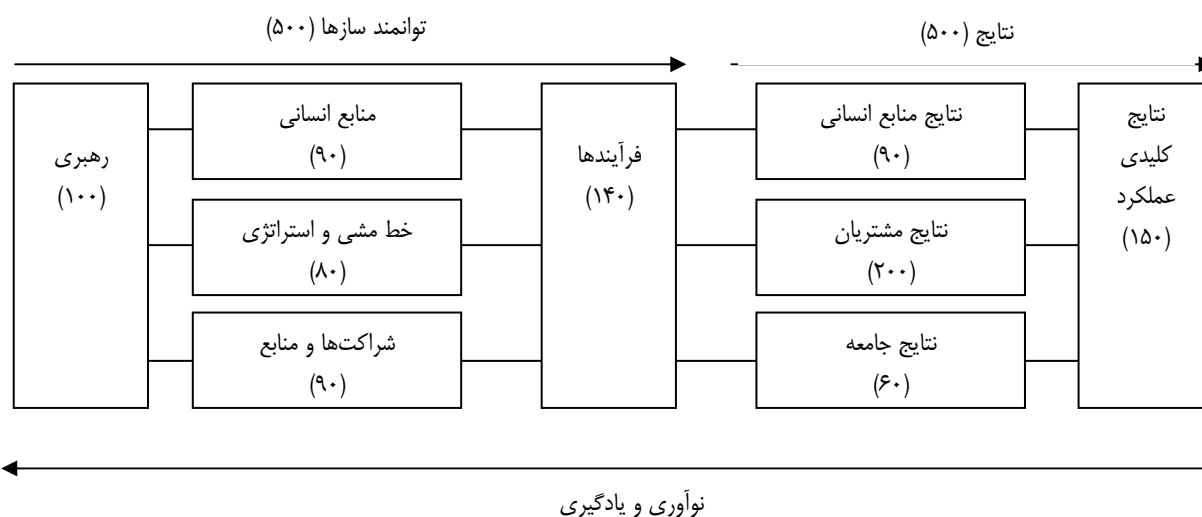 توانمند سازها (۵۰۰)
نتایج (۵۰۰)
رهبری
(۱۰۰)
منابع انسانی
(۹۰)
خط مشی و استراتژی
(۸۰)
شراکت‌ها و منابع
(۹۰)
فرآیندها
(۱۴۰)
نتایج منابع انسانی
(۹۰)
نتایج مشتریان
(۲۰۰)
نتایج جامعه
(۶۰)
نتایج
کلیدی
عملکرد
(۱۵۰)
نوآوری و یادگیری